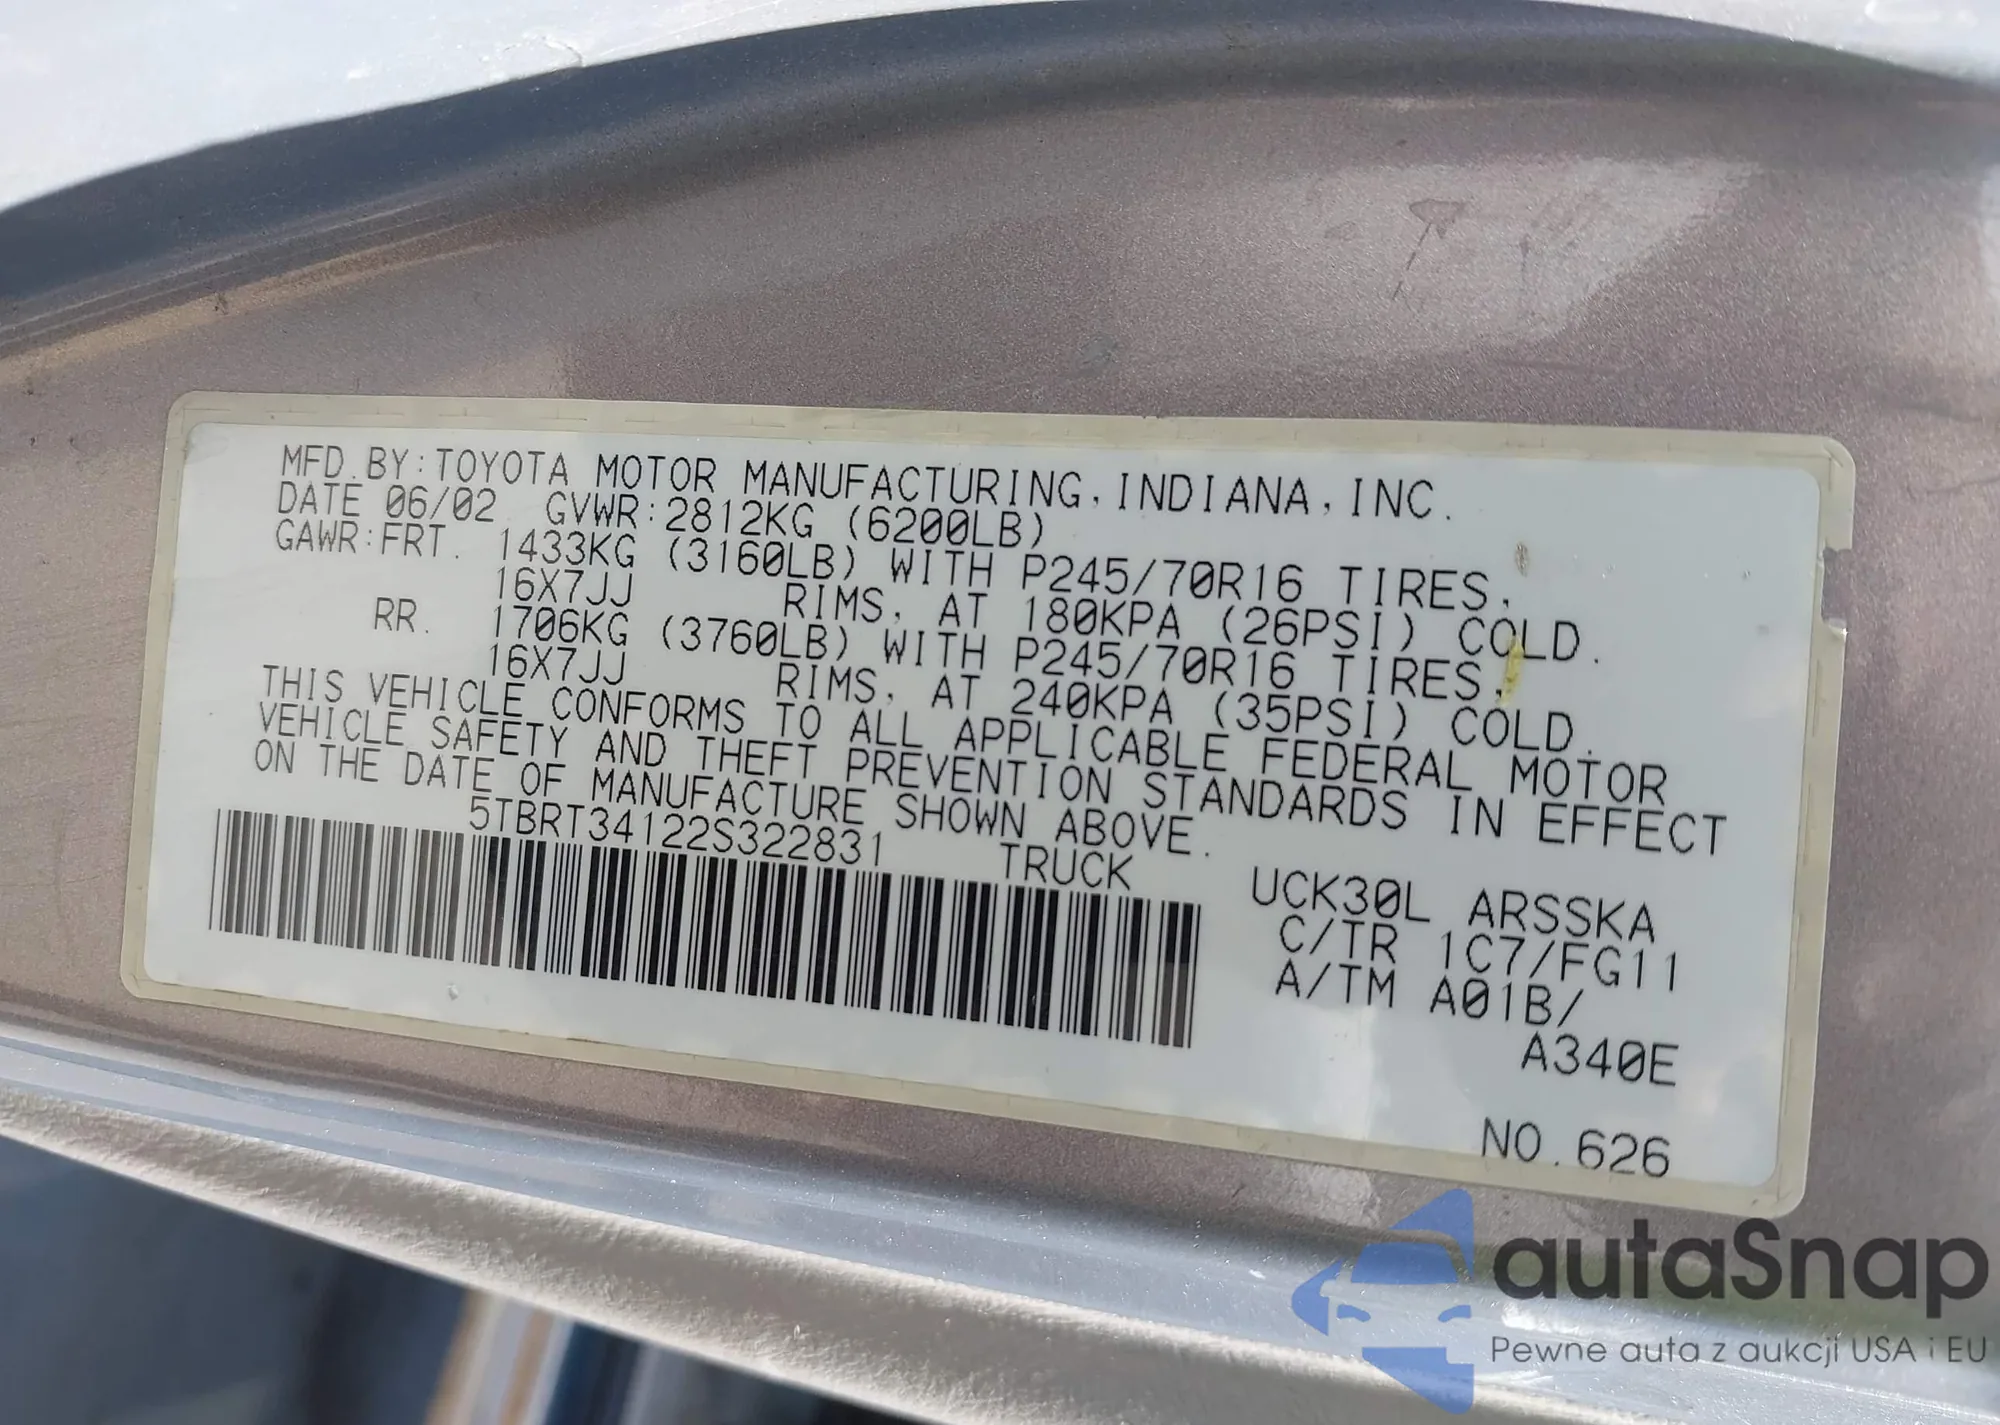 MFD.BY:TOYOTA MOTOR MANUFACTURING,INDIANA,INC.
DATE 06/02 GVWR:2812KG (6200LB)
GAWR:FRT. 1433KG (3160LB) WITH P245/70R16 TIRES,
16X7JJ RIMS, AT 180KPA (26PSI) COLD.
RR. 1706KG (3760LB) WITH P245/70R16 TIRES,
16X7JJ RIMS, AT 240KPA (35PSI) COLD.
THIS VEHICLE CONFORMS TO ALL APPLICABLE FEDERAL MOTOR
VEHICLE SAFETY AND THEFT PREVENTION STANDARDS IN EFFECT
ON THE DATE OF MANUFACTURE SHOWN ABOVE.
5TBRT34122S322831 TRUCK
UCK30L ARSSKA
C/TR 1C7/FG11
A/TM A01B/
A340E
NO.626
autaSnap
Pewne auta z aukcji USA i EU